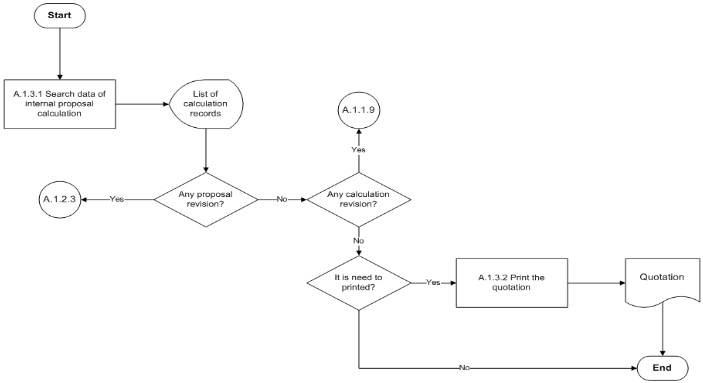 Start
A.1.3.1 Search data of
internal proposal
calculation
List of
calculation
records
A.1.1.9
Yes
A.1.2.3
Yes
Any proposal
revision?
No
Any calculation
revision?
No
It is need to
printed?
Yes
A.1.3.2 Print the
quotation
Quotation
No
End